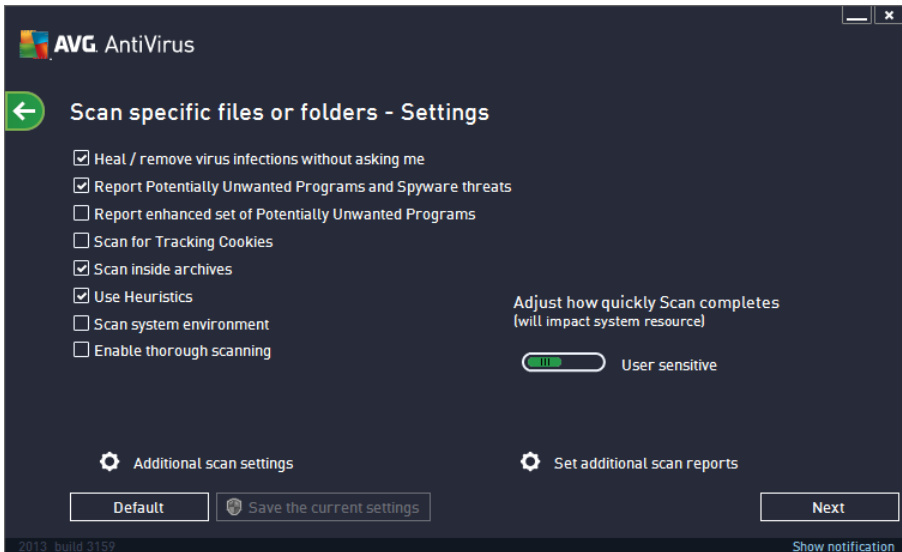 AVG. AntiVirus
Scan specific files or folders - Settings
Heal / remove virus infections without asking me
Report Potentially Unwanted Programs and Spyware threats
Report enhanced set of Potentially Unwanted Programs
Scan for Tracking Cookies
Scan inside archives
Use Heuristics
Scan system environment
Enable thorough scanning
Adjust how quickly Scan completes
(will impact system resource)
User sensitive
Additional scan settings
Set additional scan reports
Default
Save the current settings
Next
2013 build 3159
Show notification